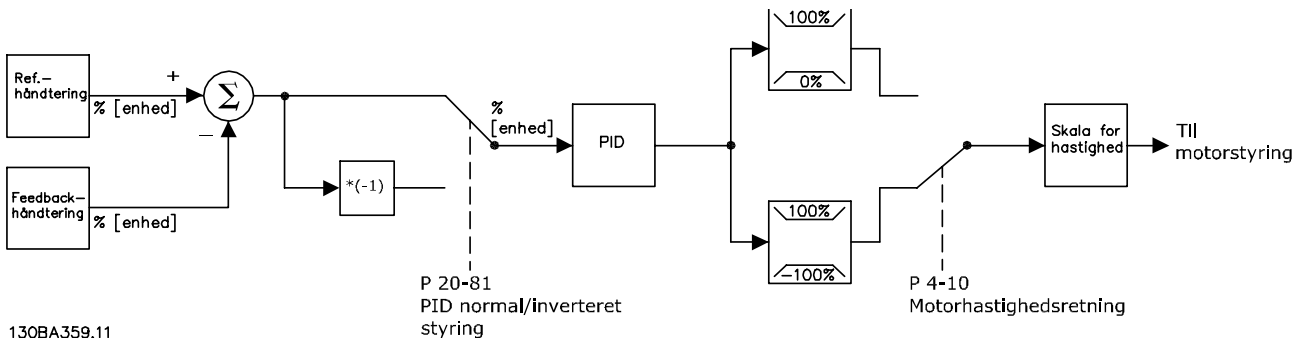 Ref.-
håndtering
+
% [enhed]
Σ
−
Feedback-
håndtering
% [enhed]
*(-1)
%
[enhed]
PID
100%
0%
100%
-100%
Skala for
hastighed
Til
motorstyring
P 20-81
PID normal/inverteret
styring
P 4-10
Motorhastighedsretning
130BA359.11